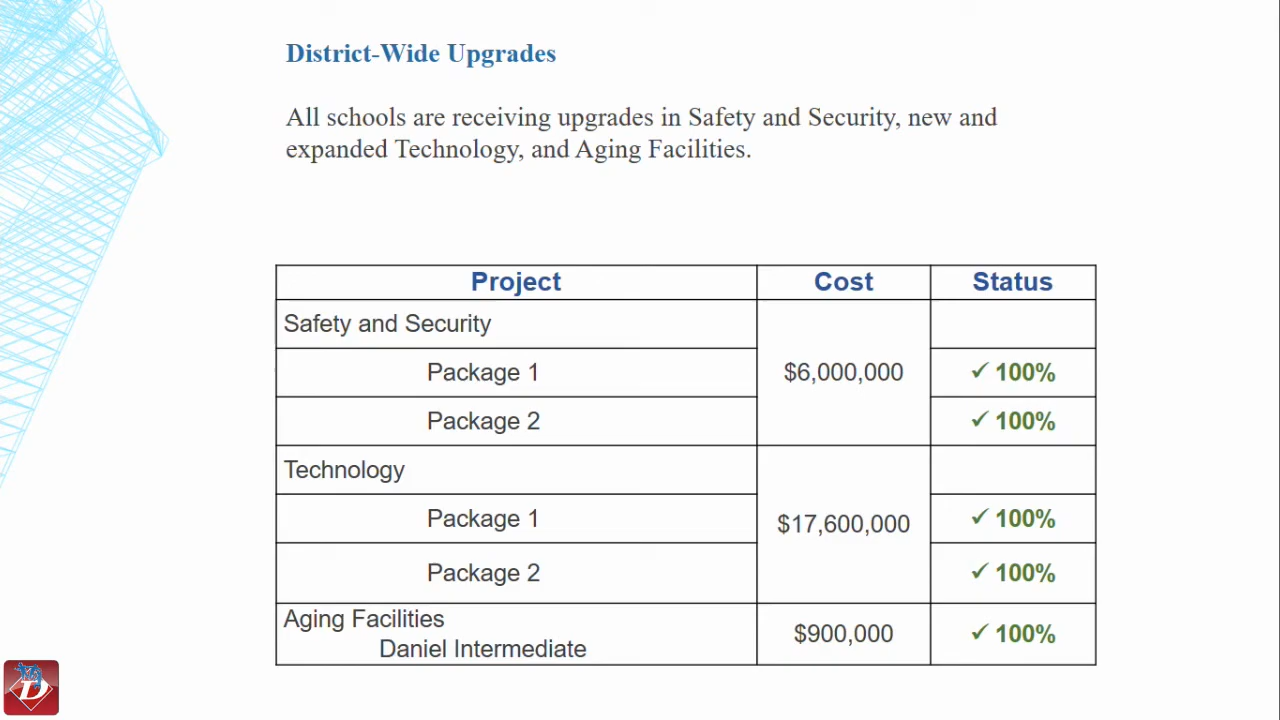 District-Wide Upgrades
All schools are receiving upgrades in Safety and Security, new and
expanded Technology, and Aging Facilities.
Project Cost Status
Safety and Security
Package 1 $6,000,000 ✓ 100%
Package 2 ✓ 100%
Technology
Package 1 $17,600,000 ✓ 100%
Package 2 ✓ 100%
Aging Facilities
Daniel Intermediate $900,000 ✓ 100%
My
D